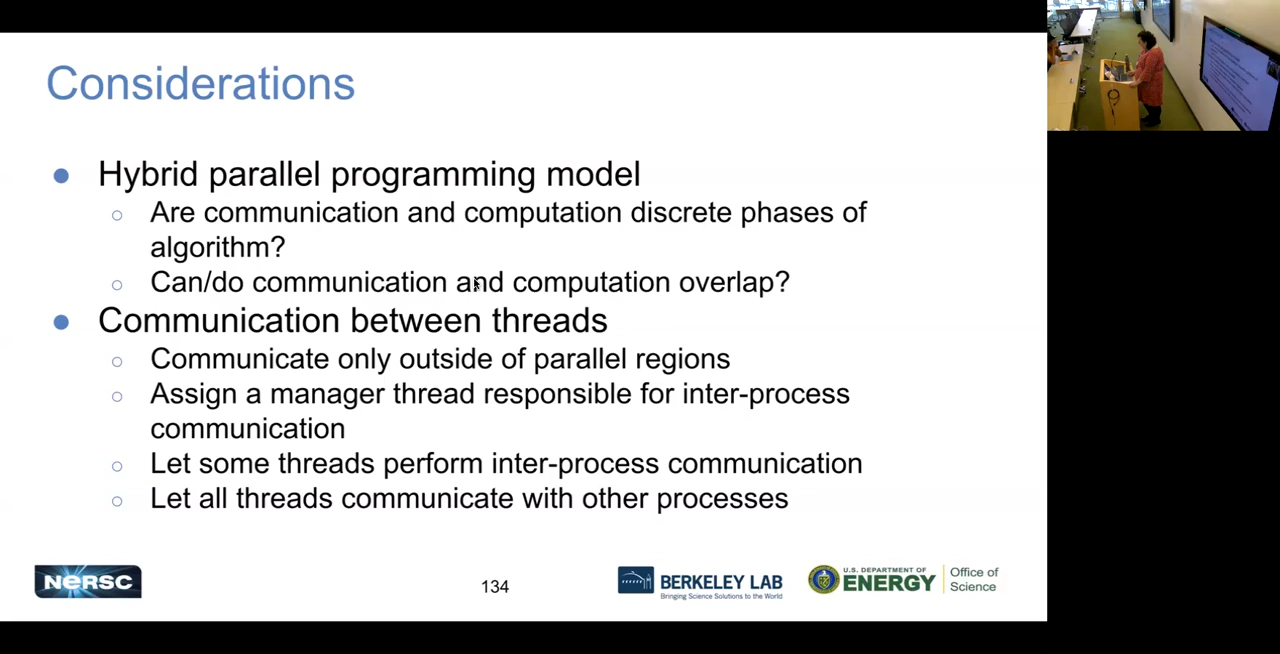 Considerations
● Hybrid parallel programming model
○ Are communication and computation discrete phases of
algorithm?
○ Can/do communication and computation overlap?
● Communication between threads
○ Communicate only outside of parallel regions
○ Assign a manager thread responsible for inter-process
communication
○ Let some threads perform inter-process communication
○ Let all threads communicate with other processes
NERSC
134
BERKELEY LAB
Bringing Science Solutions to the World
U.S. DEPARTMENT OF
ENERGY
Office of
Science